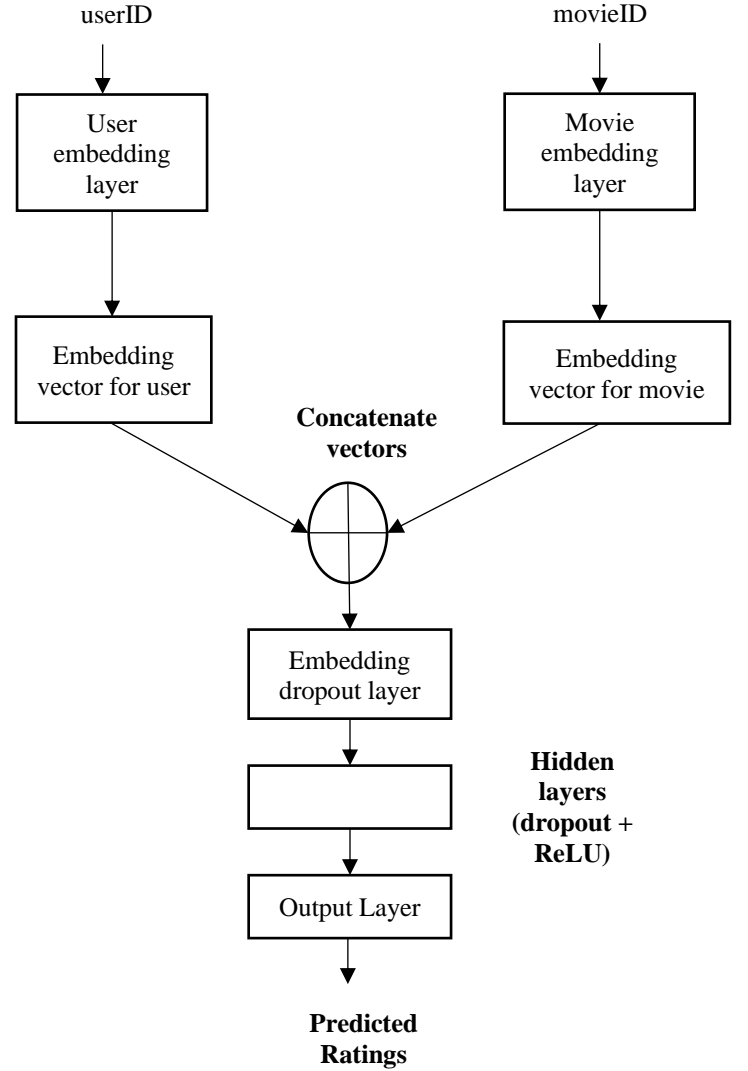 userID
movieID
User
embedding
layer
Movie
embedding
layer
Embedding
vector for user
Embedding
vector for movie
Concatenate
vectors
Embedding
dropout layer
Hidden
layers
(dropout +
ReLU)
Output Layer
Predicted
Ratings